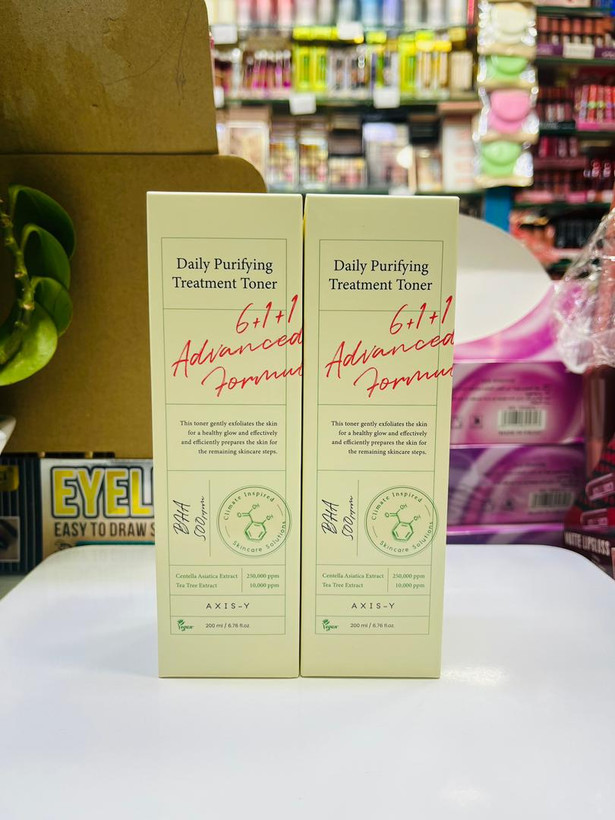 Daily Purifying
Treatment Toner
6+1+1
Advanced
Formul
This toner gently exfoliates the skin
for a healthy glow and effectively
and efficiently prepares the skin for
the remaining skincare steps.
BHA
500ppm
Climate Inspired
Skincare Solutions
Centella Asiatica Extract 250,000 ppm
Tea Tree Extract 10,000 ppm
AXIS-Y
Vegan
200 ml / 6.76 fl.oz
Daily Purifying
Treatment Toner
6+1+1
Advanced
Formul
This toner gently exfoliates the skin
for a healthy glow and effectively
and efficiently prepares the skin for
the remaining skincare steps.
BHA
500ppm
Climate Inspired
Skincare Solutions
Centella Asiatica Extract 250,000 ppm
Tea Tree Extract 10,000 ppm
AXIS-Y
Vegan
200 ml / 6.76 fl.oz
EYEL
EASY TO DRAW S
MATTE LIPGLOSS